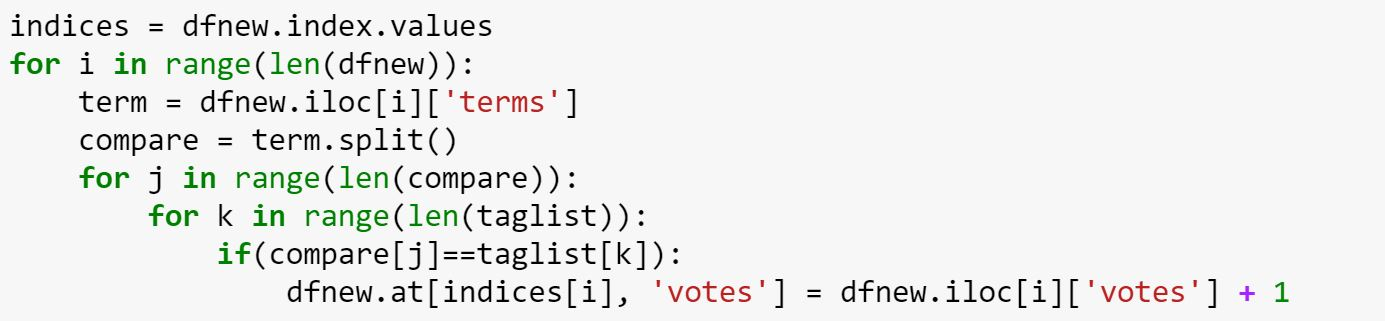 indices = dfnew.index.values
for i in range(len(dfnew)):
    term = dfnew.iloc[i]['terms']
    compare = term.split()
    for j in range(len(compare)):
        for k in range(len(taglist)):
            if(compare[j]==taglist[k]):
                dfnew.at[indices[i], 'votes'] = dfnew.iloc[i]['votes'] + 1